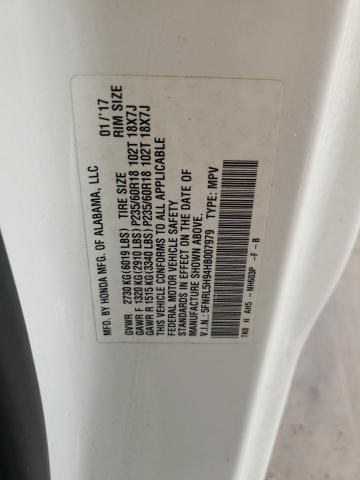 MFD. BY HONDA MFG. OF ALABAMA, LLC 01/'17
TIRE SIZE RIM SIZE
GVWR 2730 KG(6019 LBS)
GAWR F 1320 KG(2910 LBS) P235/60R18 102T 18X7J
GAWR R 1515 KG(3340 LBS) P235/60R18 102T 18X7J
THIS VEHICLE CONFORMS TO ALL APPLICABLE
FEDERAL MOTOR VEHICLE SAFETY
STANDARDS IN EFFECT ON THE DATE OF
MANUFACTURE SHOWN ABOVE.
V.I.N.: 5FNRL5H94HB007979 TYPE: MPV
TK8 H AH5 - NH603P - F - B